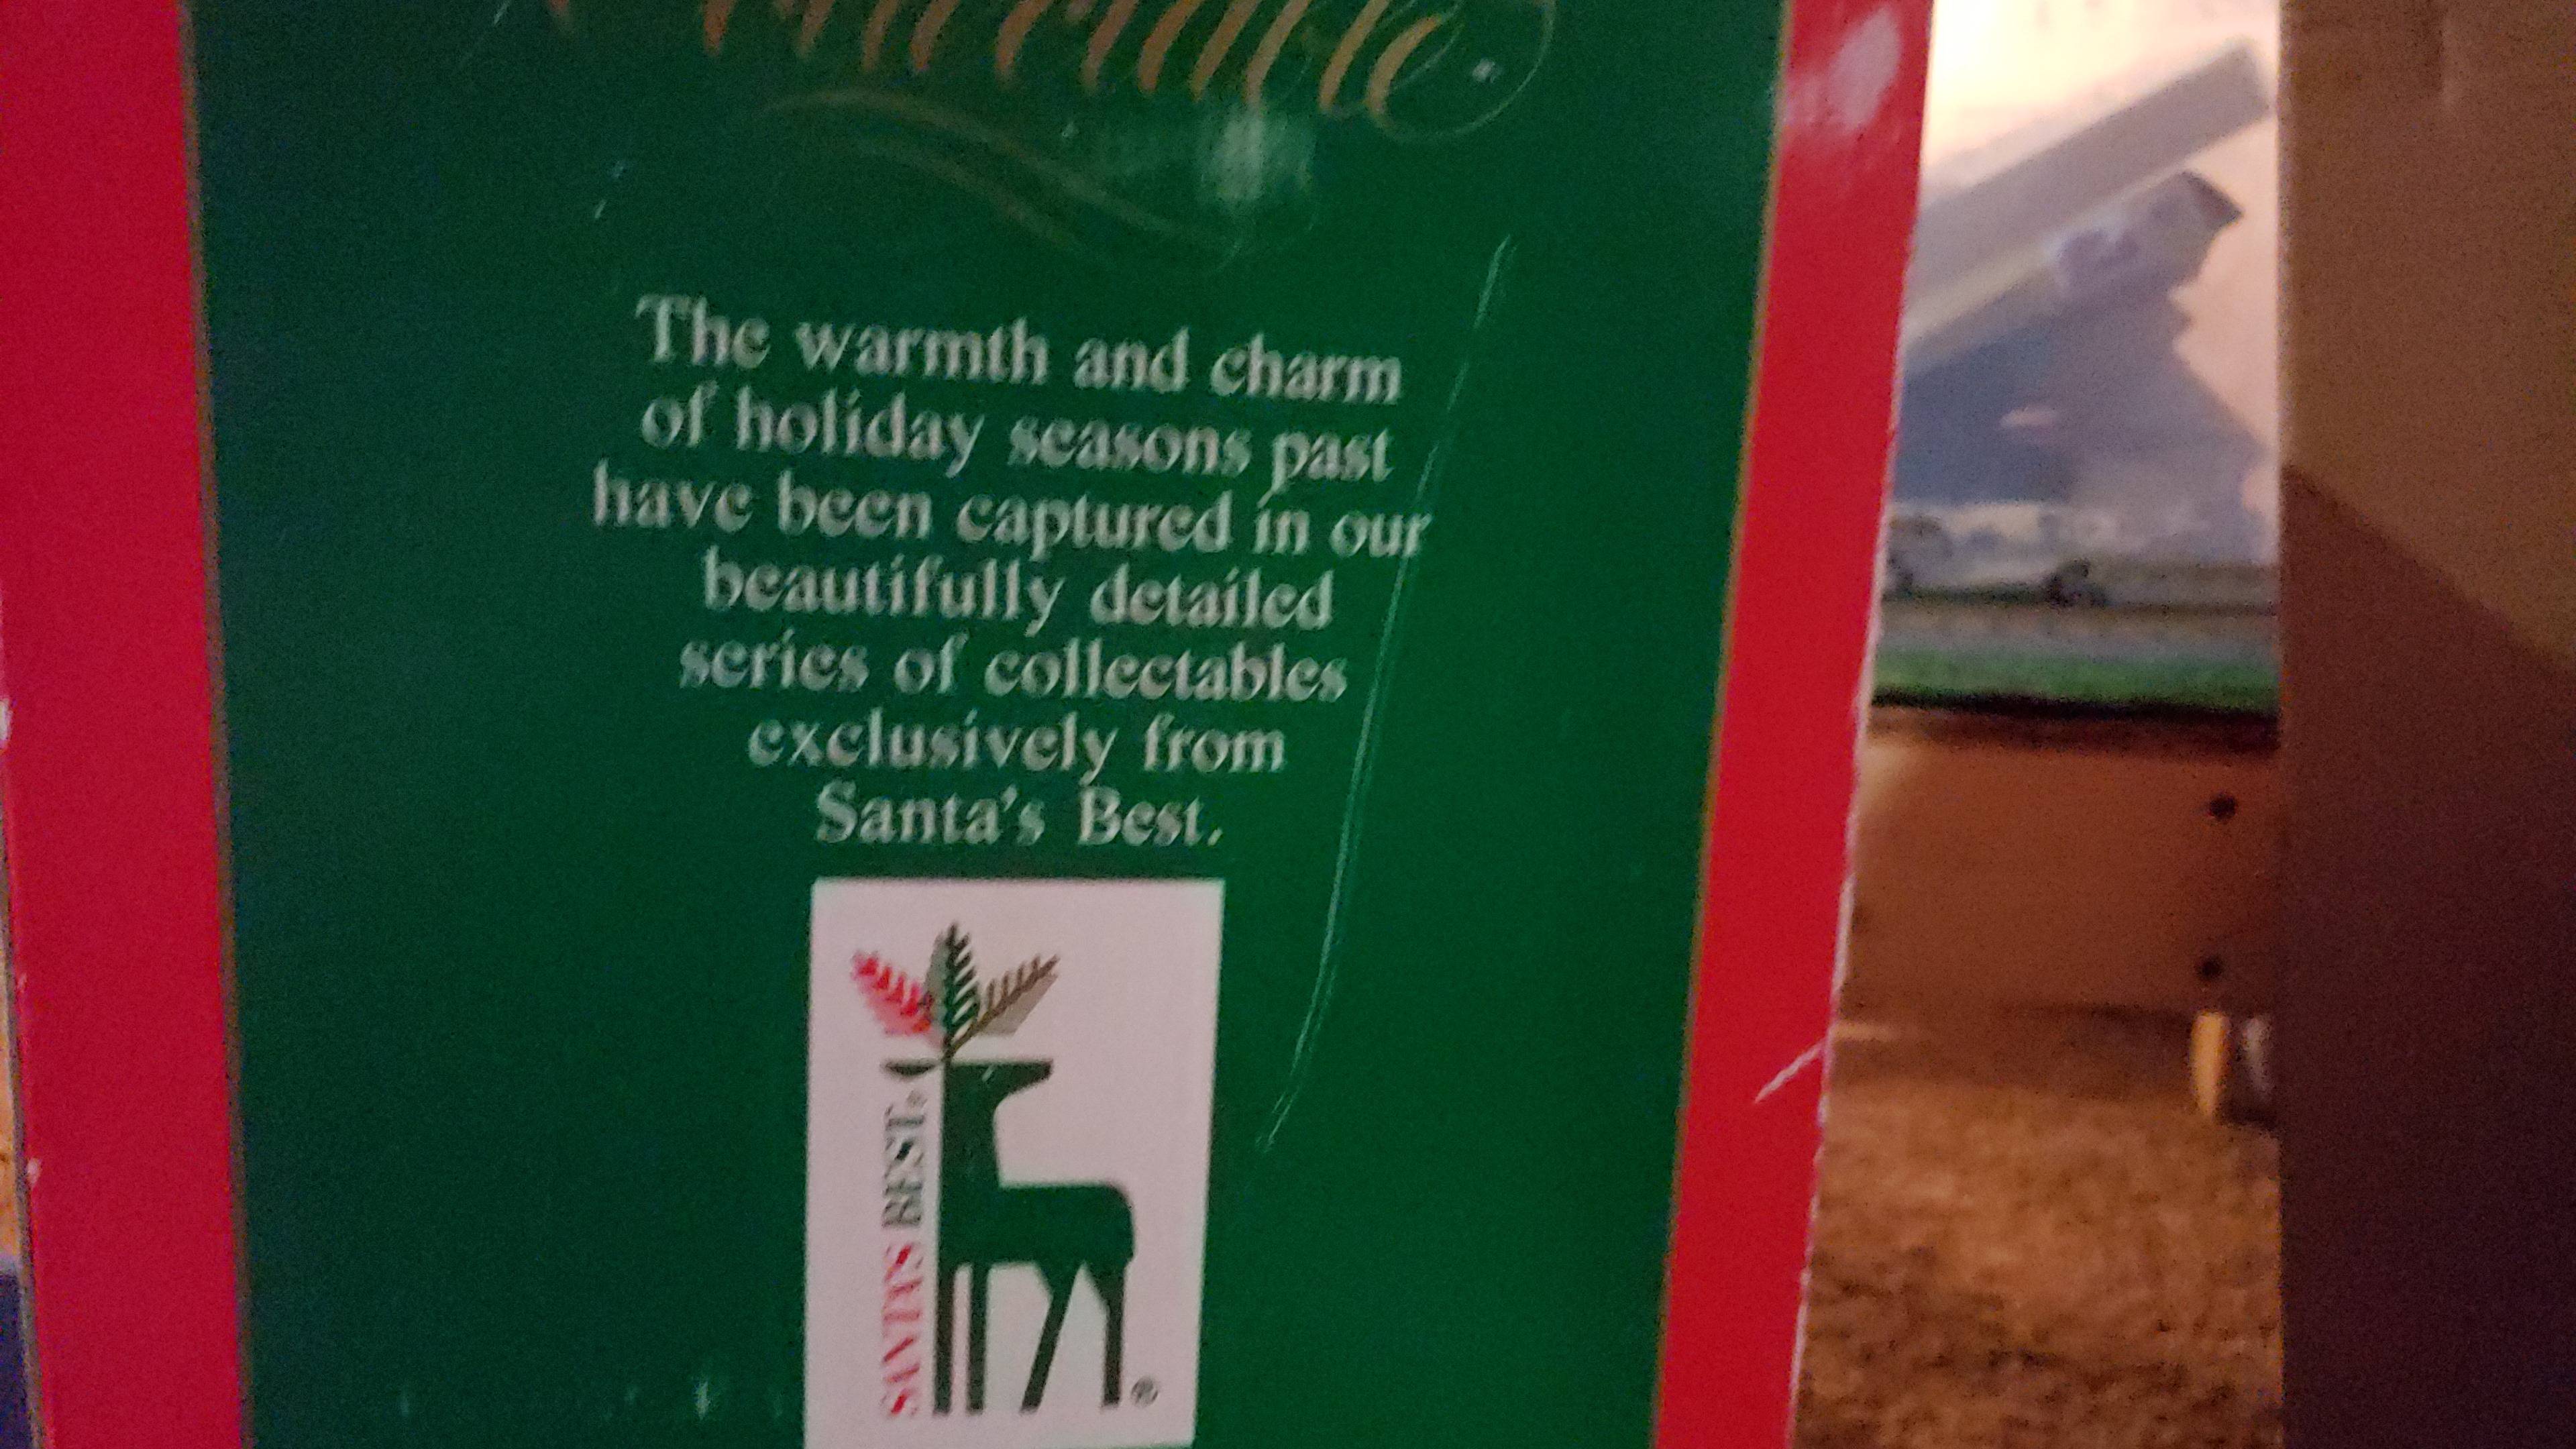 The warmth and charm
of holiday seasons past
have been captured in our
beautifully detailed
series of collectables
exclusively from
Santa's Best.
SANTA'S BEST®
®